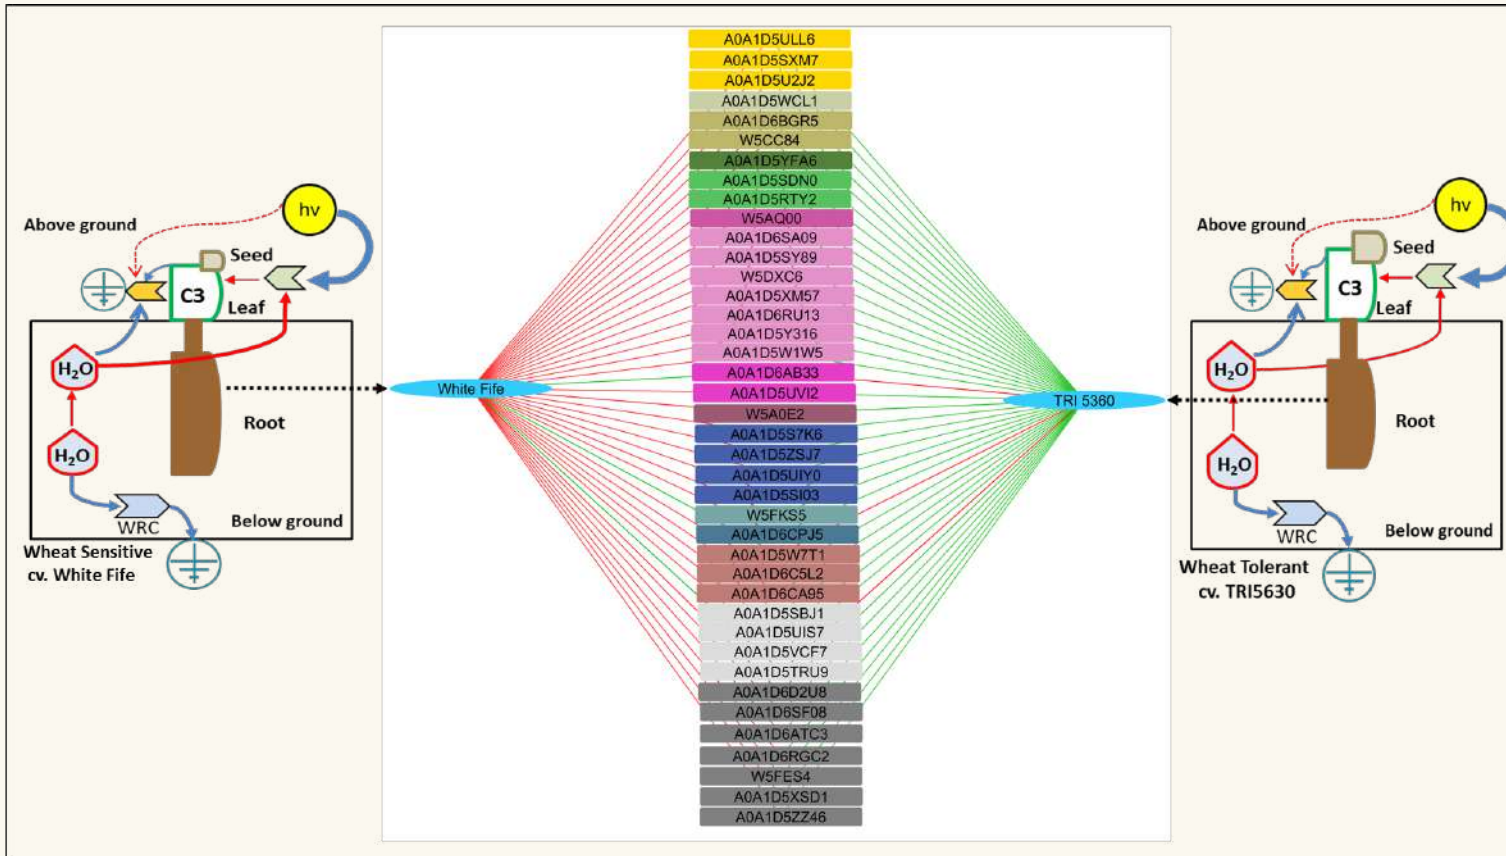 Above ground
hv
Seed
C3
Leaf
H2O
Root
H2O
WRC
Below ground
Wheat Sensitive
cv. White Fife
White Fife
A0A1D5ULL6
A0A1D5SXM7
A0A1D5U2J2
A0A1D5WCL1
A0A1D6BGR5
W5CC84
A0A1D5YFA6
A0A1D5SDN0
A0A1D5RTY2
W5AQ00
A0A1D6SA09
A0A1D5SY89
W5DXC6
A0A1D5XM57
A0A1D6RU13
A0A1D5Y316
A0A1D5W1W5
A0A1D6AB33
A0A1D5UVI2
W5A0E2
A0A1D5S7K6
A0A1D5ZSJ7
A0A1D5UIY0
A0A1D5SI03
W5FKS5
A0A1D6CPJ5
A0A1D5W7T1
A0A1D6C5L2
A0A1D6CA95
A0A1D5SBJ1
A0A1D5UIS7
A0A1D5VCF7
A0A1D5TRU9
A0A1D6D2U8
A0A1D6SF08
A0A1D6ATC3
A0A1D6RGC2
W5FES4
A0A1D5XSD1
A0A1D5ZZ46
TRI 5360
Above ground
hv
Seed
C3
Leaf
H2O
Root
H2O
WRC
Below ground
Wheat Tolerant
cv. TRI5630